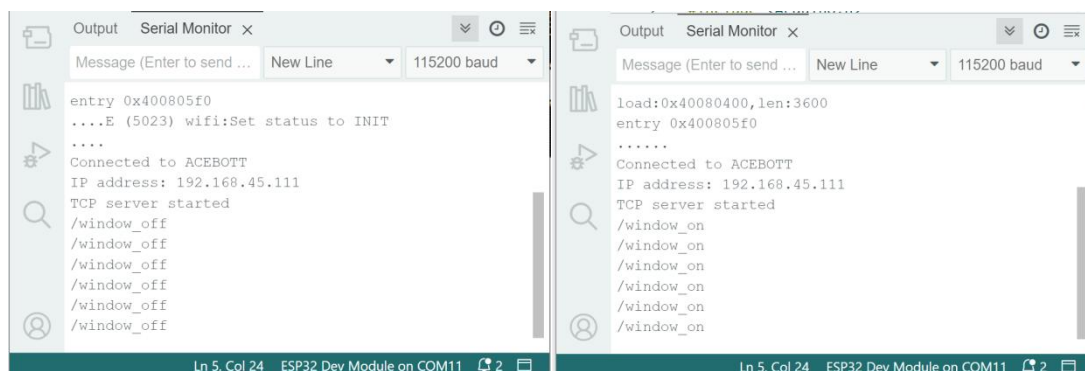 Output Serial Monitor
Message (Enter to send ... New Line 115200 baud
entry 0x400805f0
....E (5023) wifi:Set status to INIT
....
Connected to ACEBOTT
IP address: 192.168.45.111
TCP server started
/window_off
/window_off
/window_off
/window_off
/window_off
/window_off
Ln 5, Col 24 ESP32 Dev Module on COM11 2
Output Serial Monitor
Message (Enter to send ... New Line 115200 baud
load:0x40080400,len:3600
entry 0x400805f0
......
Connected to ACEBOTT
IP address: 192.168.45.111
TCP server started
/window_on
/window_on
/window_on
/window_on
/window_on
/window_on
Ln 5, Col 24 ESP32 Dev Module on COM11 2